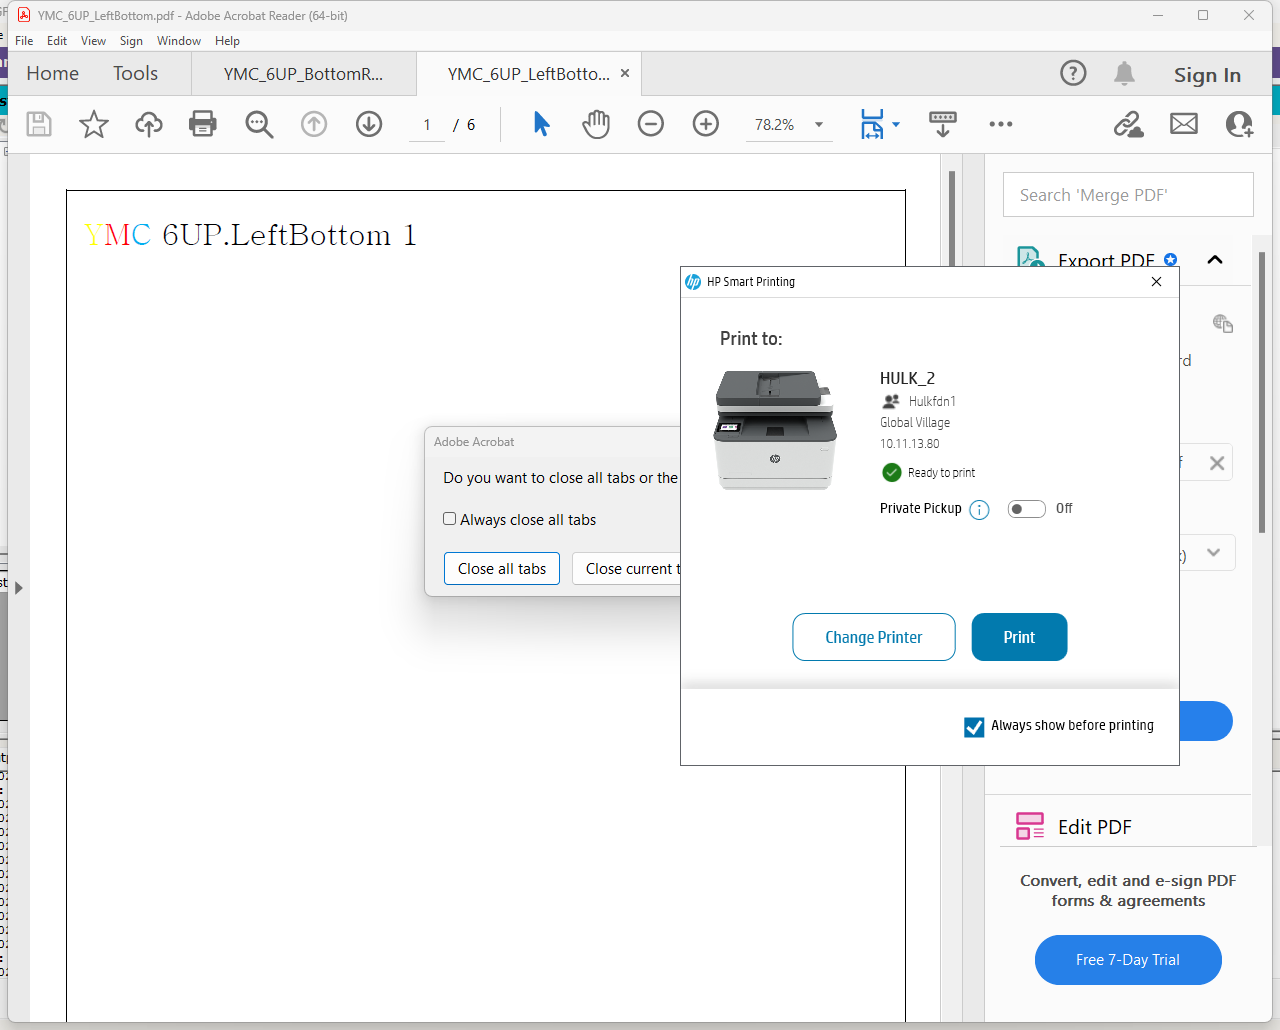 YMC_6UP_LeftBottom.pdf - Adobe Acrobat Reader (64-bit)
File Edit View Sign Window Help
Home Tools YMC_6UP_BottomR... YMC_6UP_LeftBotto... Sign In
1 / 6 78.2%
Search 'Merge PDF'
YMC 6UP.LeftBottom 1
Export PDF
HP Smart Printing
Print to:
HULK_2
Hulkfdn1
Global Village
10.11.13.80
Ready to print
Private Pickup Off
Change Printer Print
Always show before printing
Adobe Acrobat
Do you want to close all tabs or the
Always close all tabs
Close all tabs Close current t
Edit PDF
Convert, edit and e-sign PDF
forms & agreements
Free 7-Day Trial